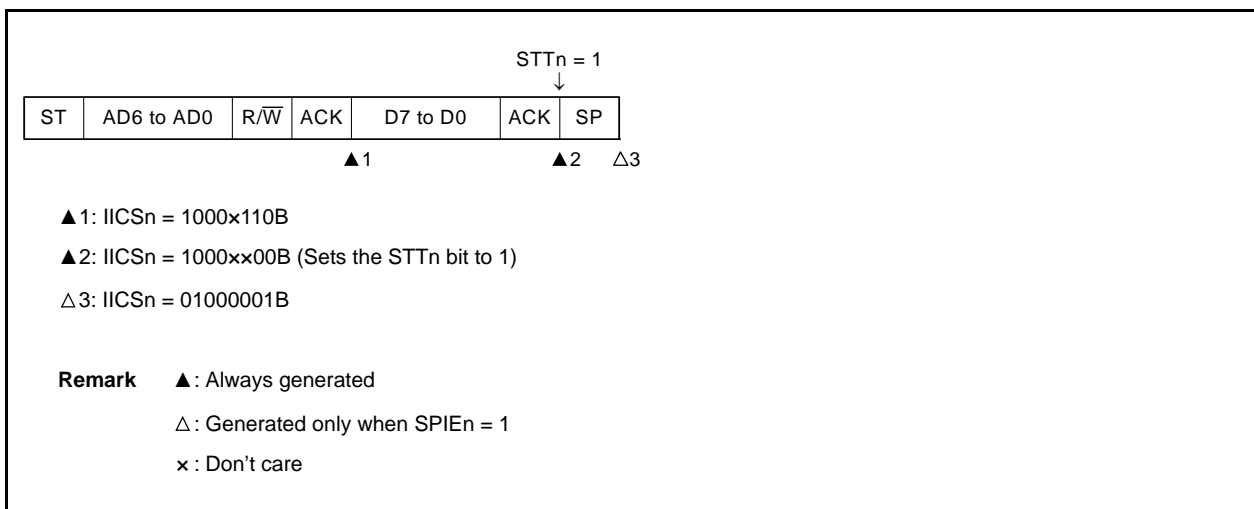 STTn = 1
↓
ST AD6 to AD0 R/W̅ ACK D7 to D0 ACK SP
▲1 ▲2 △3
▲1: IICSn = 1000×110B
▲2: IICSn = 1000××00B (Sets the STTn bit to 1)
△3: IICSn = 01000001B
Remark ▲: Always generated
△: Generated only when SPIEn = 1
×: Don't care